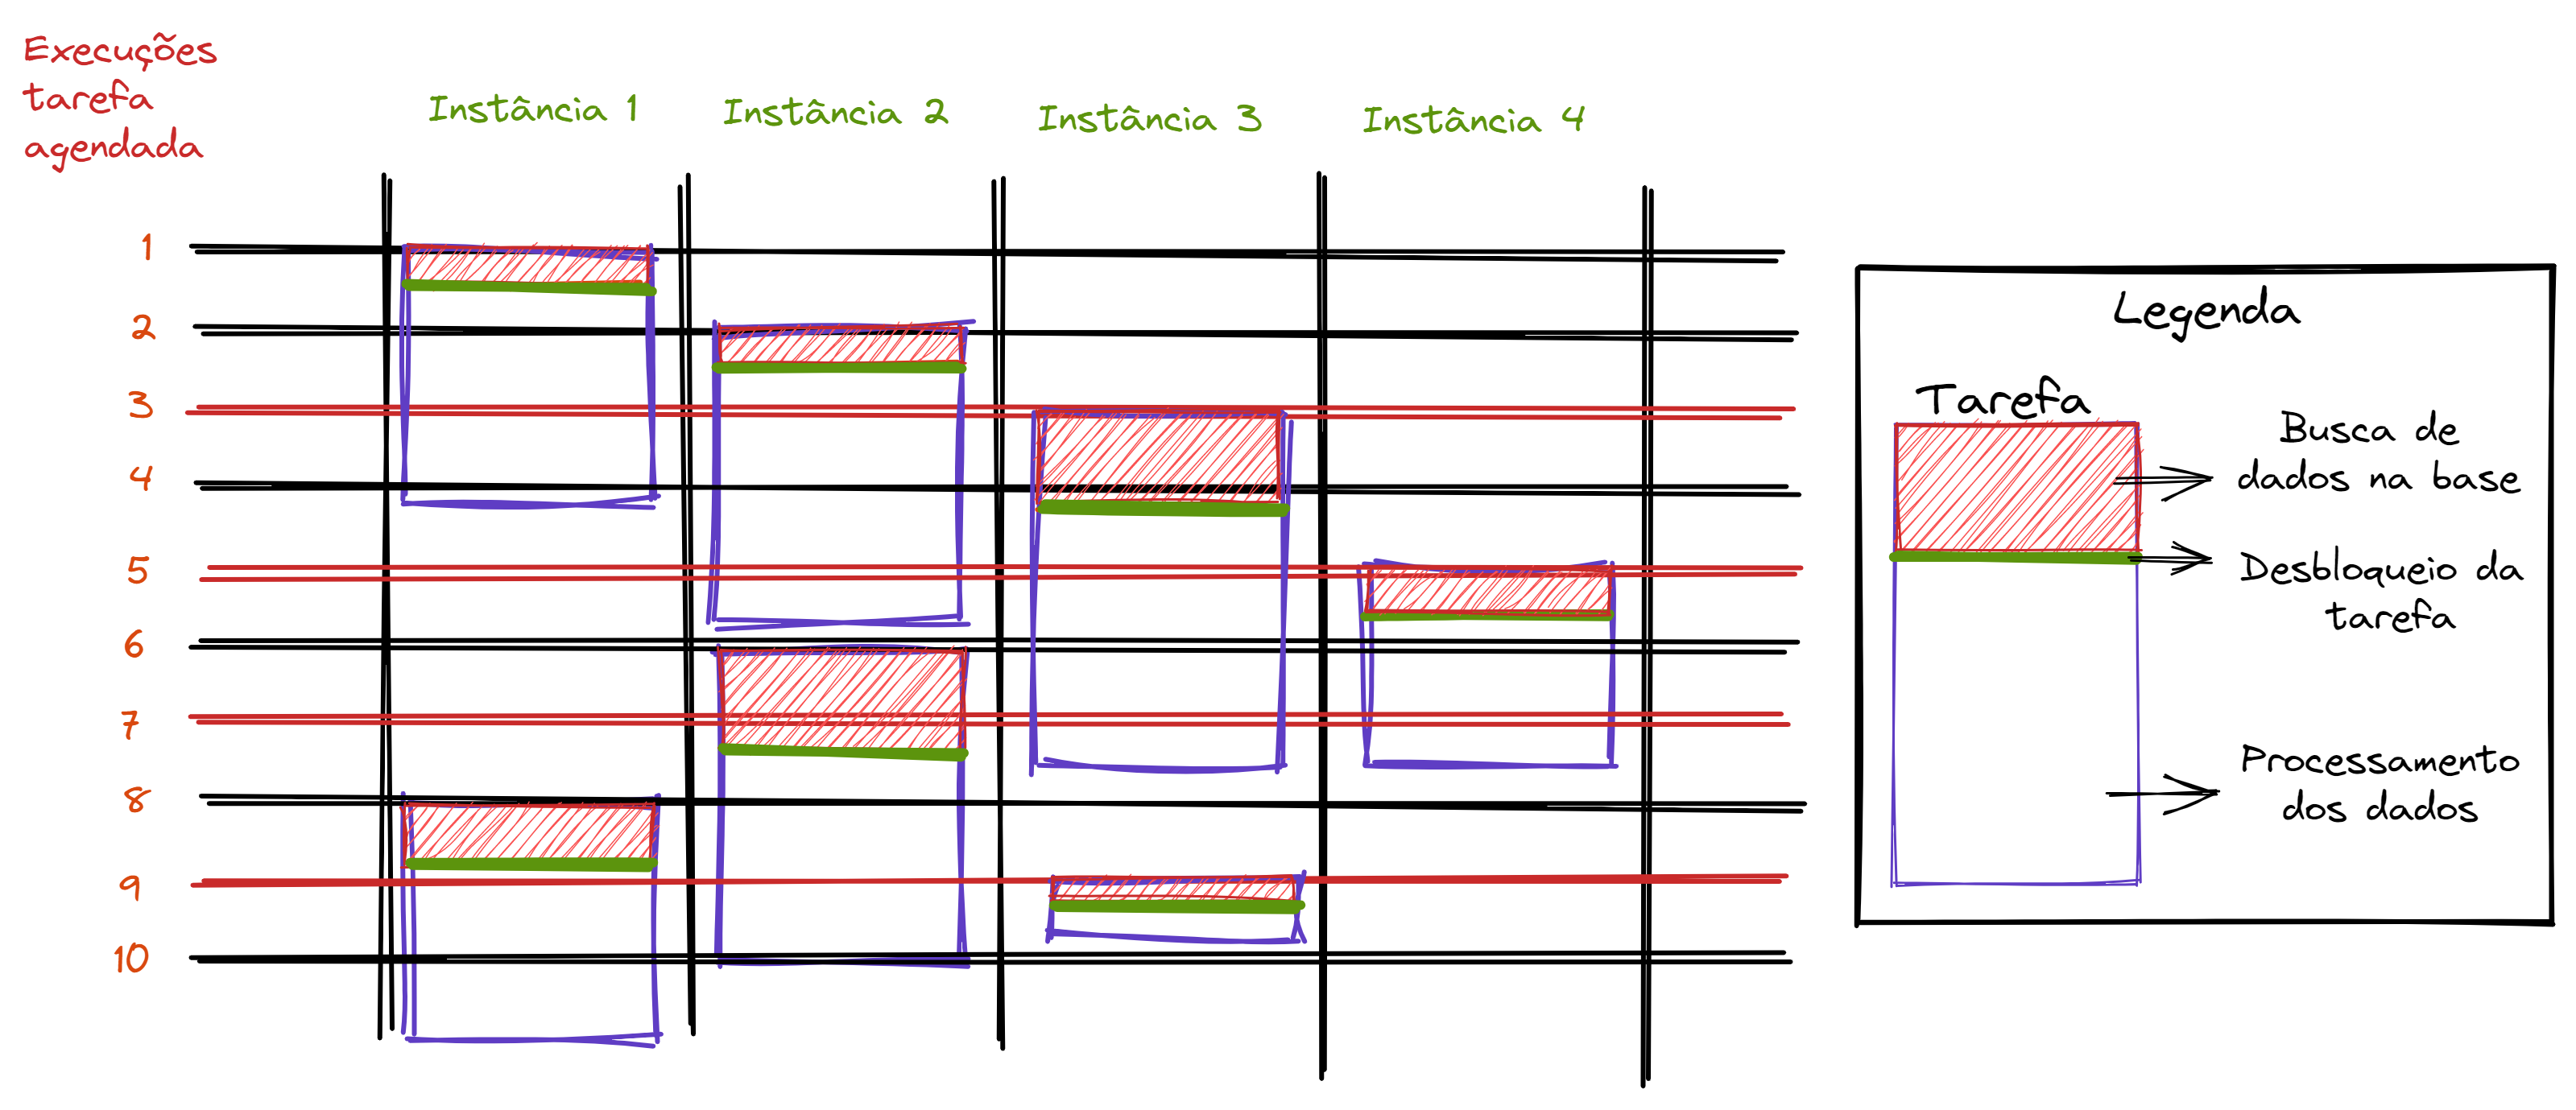 Execuções
tarefa
agendada
Instância 1
Instância 2
Instância 3
Instância 4
1
2
3
4
5
6
7
8
9
10
Legenda
Tarefa
Busca de
dados na base
Desbloqueio da
tarefa
Processamento
dos dados